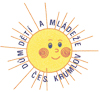 DŮM DĚTÍ A MLÁDEŽE
ČES. KRUMLOV